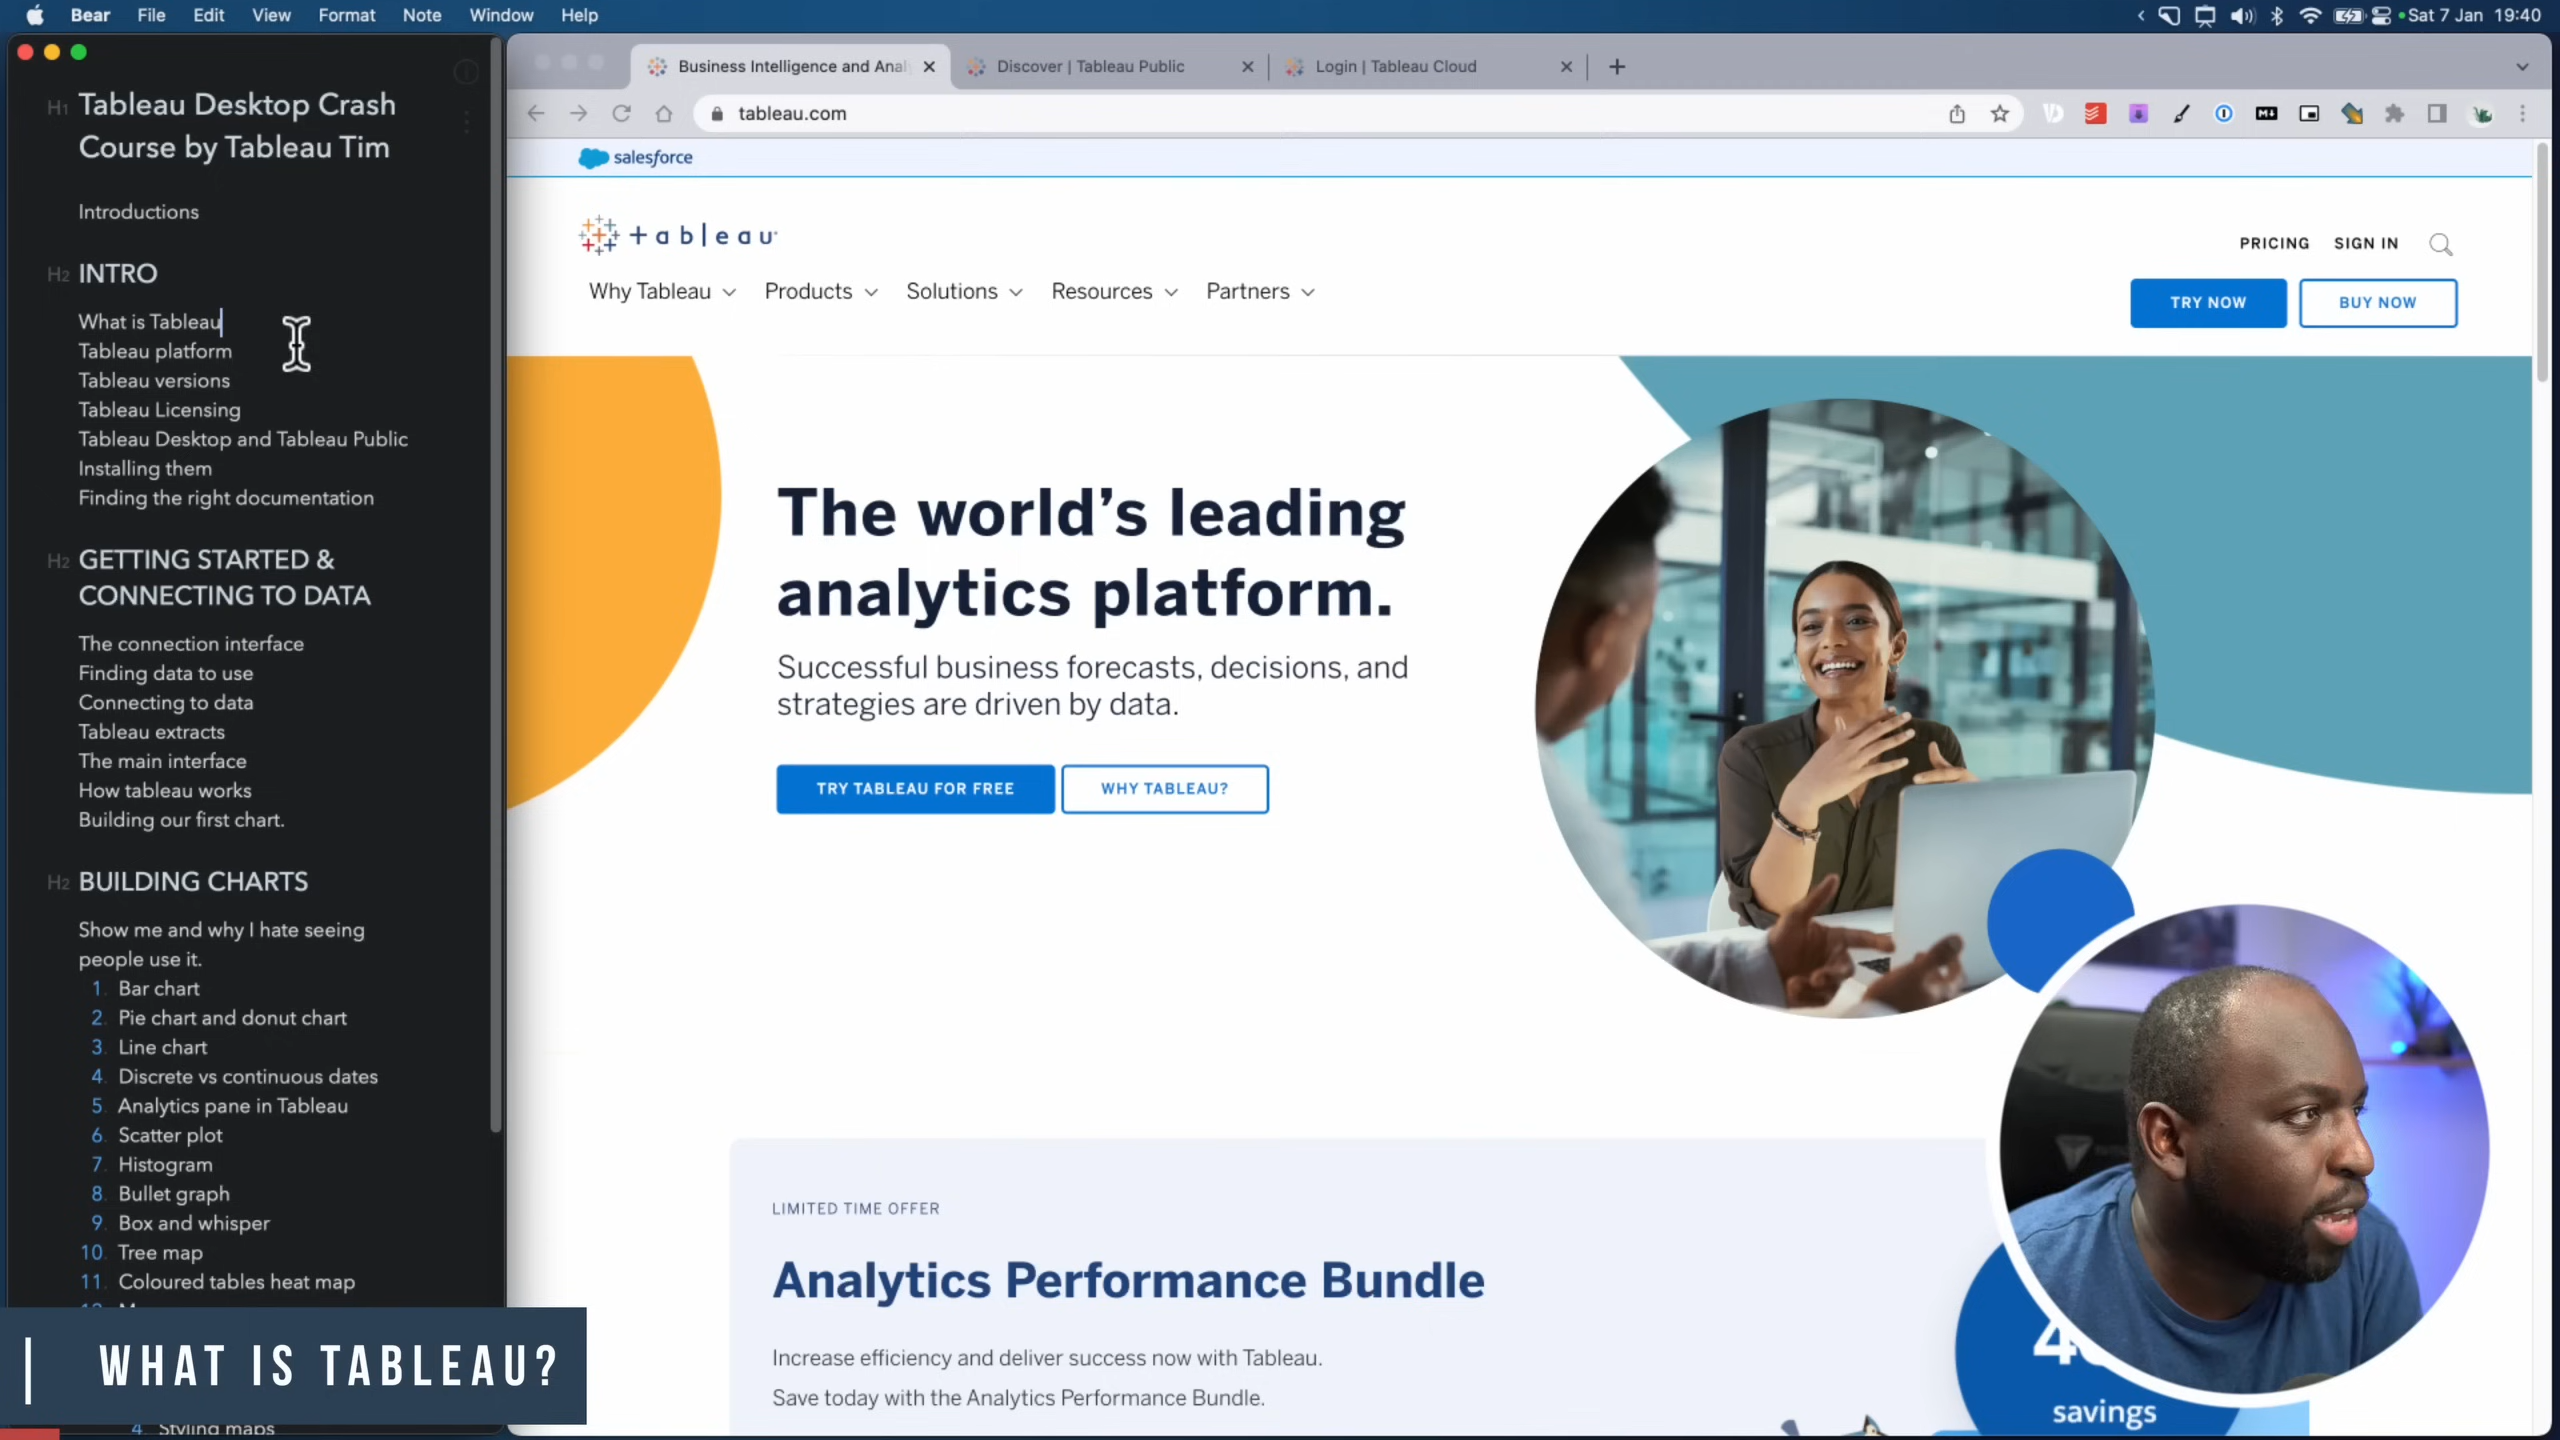 Bear File Edit View Format Note Window Help
Sat 7 Jan 19:40
H1 Tableau Desktop Crash
Course by Tableau Tim
Introductions
H2 INTRO
What is Tableau
Tableau platform
Tableau versions
Tableau Licensing
Tableau Desktop and Tableau Public
Installing them
Finding the right documentation
H2 GETTING STARTED &
CONNECTING TO DATA
The connection interface
Finding data to use
Connecting to data
Tableau extracts
The main interface
How tableau works
Building our first chart.
H2 BUILDING CHARTS
Show me and why I hate seeing
people use it.
1. Bar chart
2. Pie chart and donut chart
3. Line chart
4. Discrete vs continuous dates
5. Analytics pane in Tableau
6. Scatter plot
7. Histogram
8. Bullet graph
9. Box and whisper
10. Tree map
11. Coloured tables heat map
WHAT IS TABLEAU?
4. Styling maps
Business Intelligence and Anal
Discover | Tableau Public
Login | Tableau Cloud
tableau.com
salesforce
tableau
PRICING SIGN IN
Why Tableau Products Solutions Resources Partners
TRY NOW BUY NOW
The world's leading
analytics platform.
Successful business forecasts, decisions, and
strategies are driven by data.
TRY TABLEAU FOR FREE WHY TABLEAU?
LIMITED TIME OFFER
Analytics Performance Bundle
Increase efficiency and deliver success now with Tableau.
Save today with the Analytics Performance Bundle.
savings